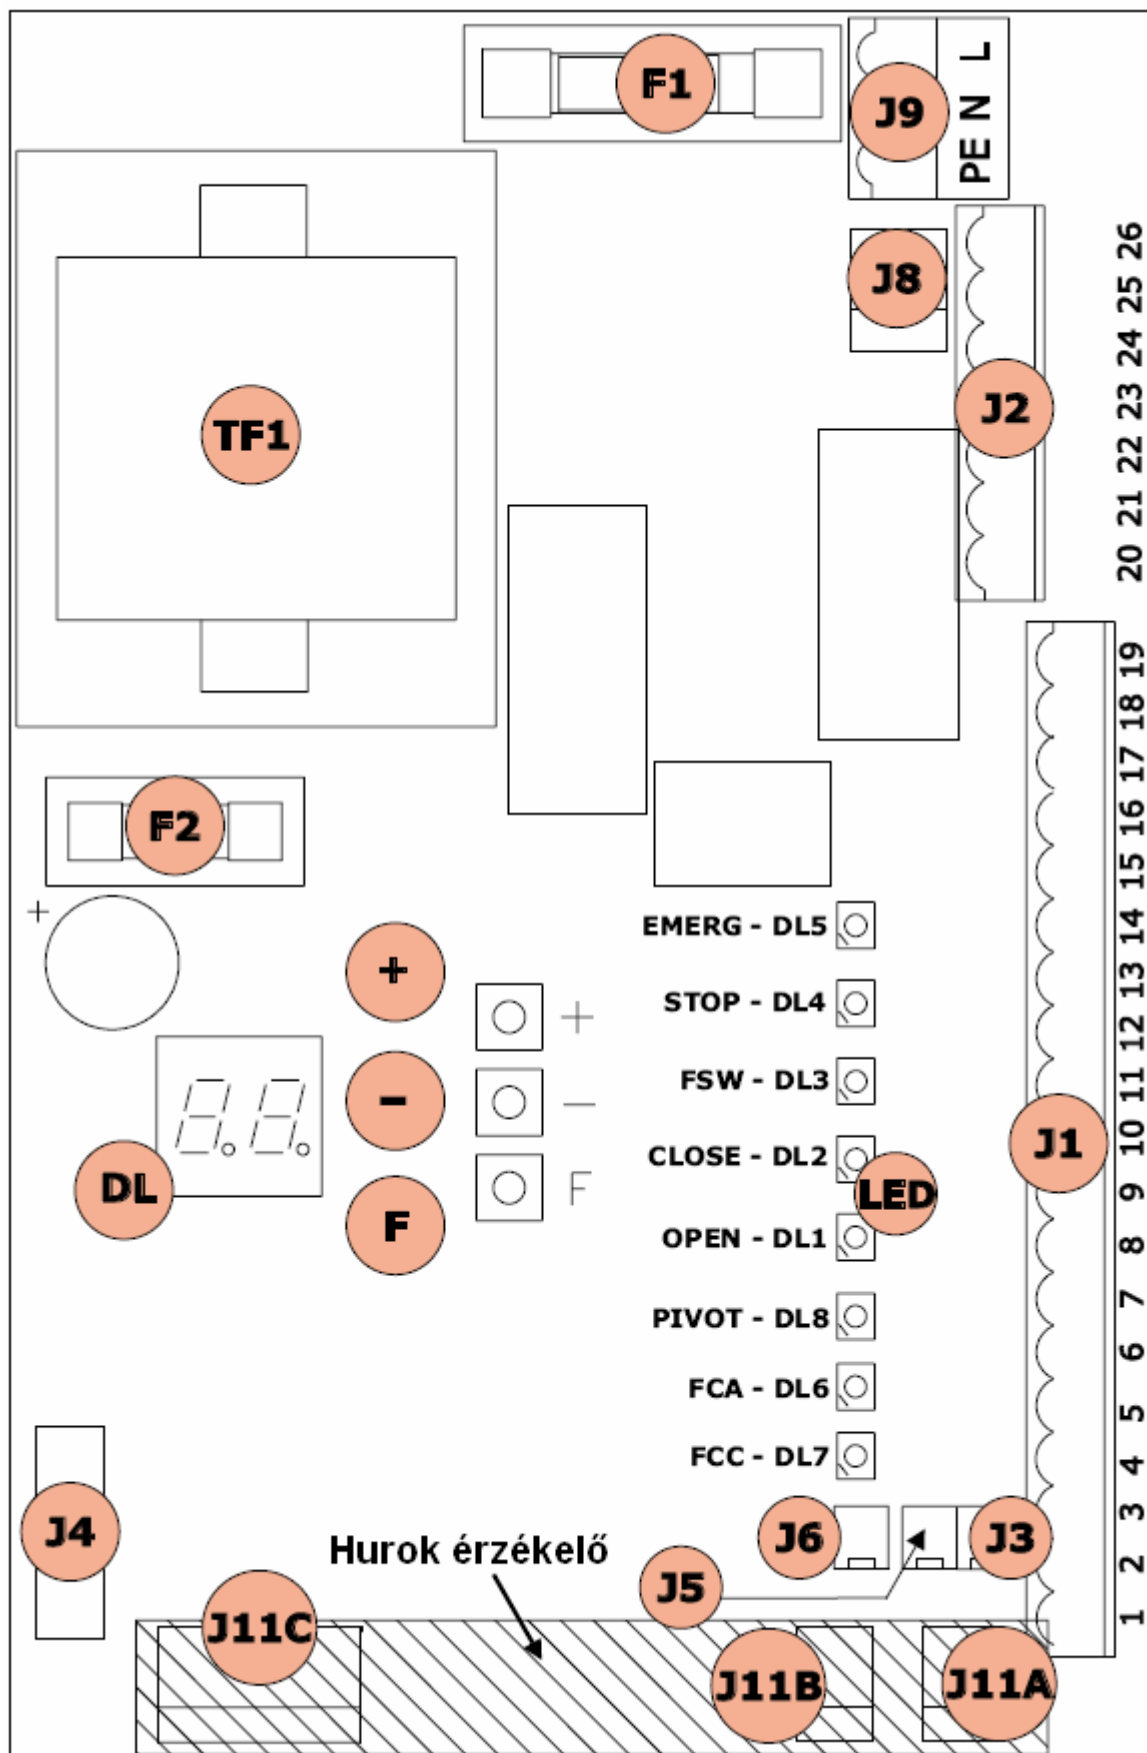 F1
J9
PE N L
J8
J2
26
25
24
23
22
21
20
TF1
19
18
17
16
15
14
13
12
11
10
9
8
7
6
5
4
3
2
1
F2
+
+
+
-
—
F
F
8.8.
DL
EMERG - DL5
STOP - DL4
FSW - DL3
CLOSE - DL2
LED
OPEN - DL1
PIVOT - DL8
FCA - DL6
FCC - DL7
J1
J4
J6
J3
Hurok érzékelő
J5
J11C
J11B
J11A